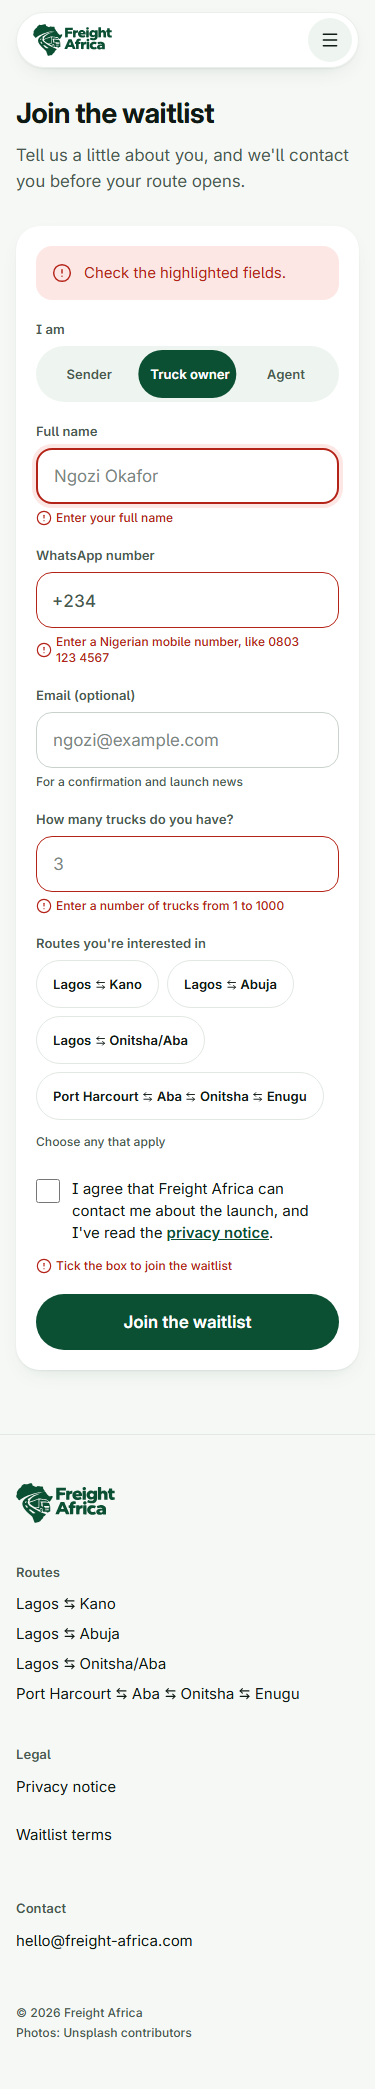 Freight
Africa
Join the waitlist
Tell us a little about you, and we'll contact
you before your route opens.
Check the highlighted fields.
I am
Sender
Truck owner
Agent
Full name
Ngozi Okafor
Enter your full name
WhatsApp number
+234
Enter a Nigerian mobile number, like 0803
123 4567
Email (optional)
ngozi@example.com
For a confirmation and launch news
How many trucks do you have?
3
Enter a number of trucks from 1 to 1000
Routes you're interested in
Lagos ⇆ Kano
Lagos ⇆ Abuja
Lagos ⇆ Onitsha/Aba
Port Harcourt ⇆ Aba ⇆ Onitsha ⇆ Enugu
Choose any that apply
I agree that Freight Africa can
contact me about the launch, and
I've read the privacy notice.
Tick the box to join the waitlist
Join the waitlist
Freight
Africa
Routes
Lagos ⇆ Kano
Lagos ⇆ Abuja
Lagos ⇆ Onitsha/Aba
Port Harcourt ⇆ Aba ⇆ Onitsha ⇆ Enugu
Legal
Privacy notice
Waitlist terms
Contact
hello@freight-africa.com
© 2026 Freight Africa
Photos: Unsplash contributors